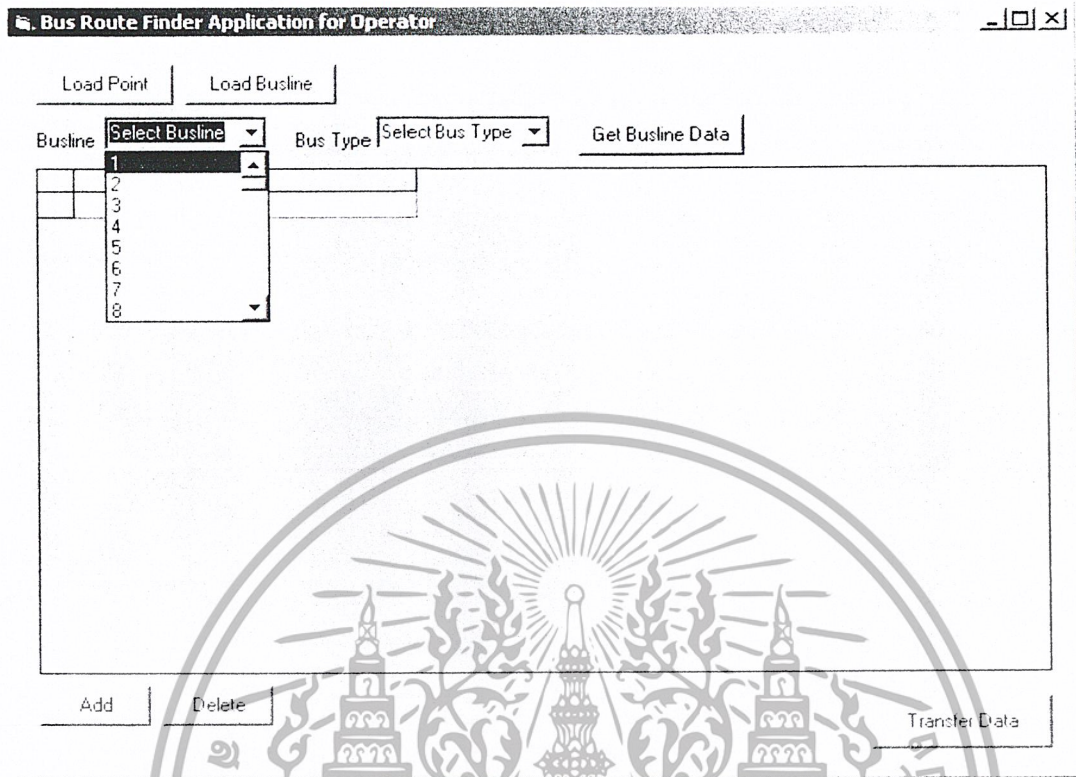 Bus Route Finder Application for Operator
Load Point Load Busline
Busline Select Busline Bus Type Select Bus Type Get Busline Data
1
2
3
4
5
6
7
8
Add Delete
Transfer Data